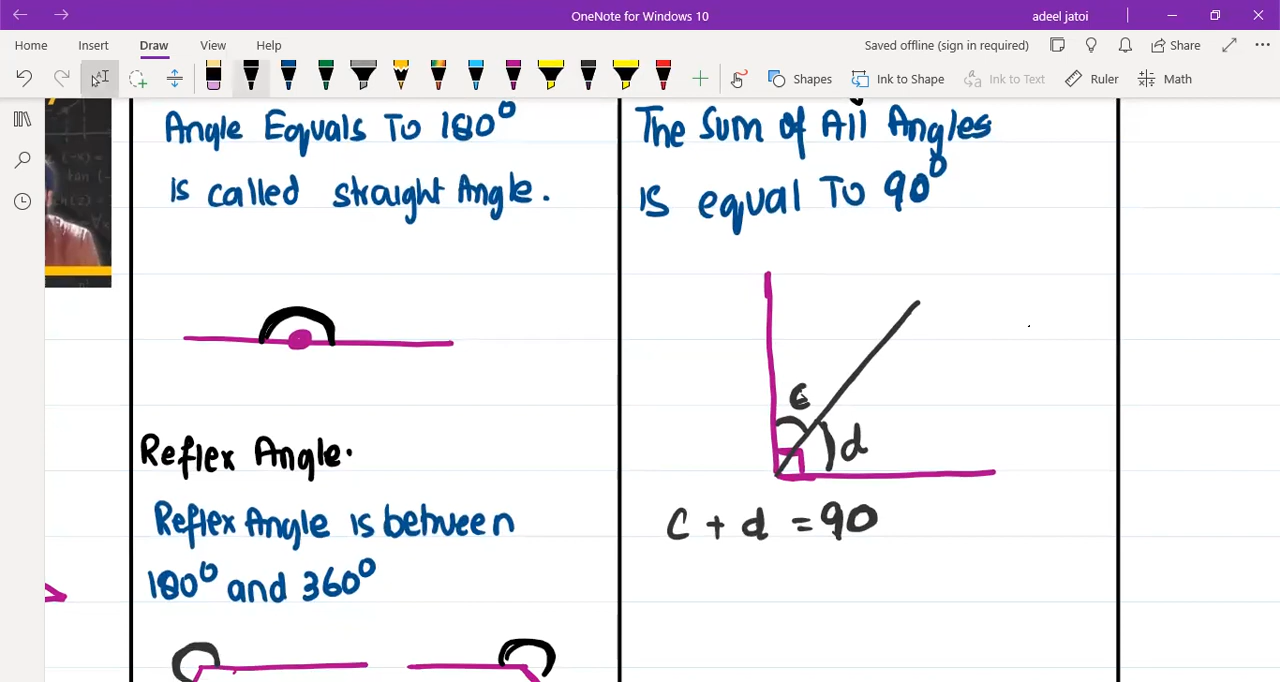 OneNote for Windows 10
adeel jatoi
Home Insert Draw View Help
Saved offline (sign in required)
Share
Shapes
Ink to Shape
Ink to Text
Ruler
Math
Angle Equals To 180°
is called straught Angle.
Reflex Angle.
Reflex Angle is between
180° and 360°
The Sum of All Angles
is equal To 90°
c
d
C + d = 90